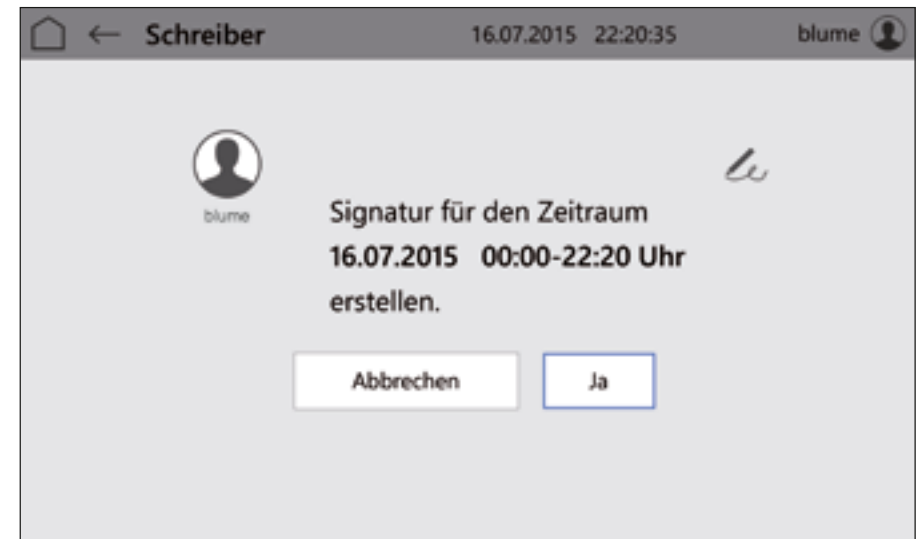 Schreiber 16.07.2015 22:20:35 blume
blume
Signatur für den Zeitraum
16.07.2015 00:00-22:20 Uhr
erstellen.
Abbrechen Ja